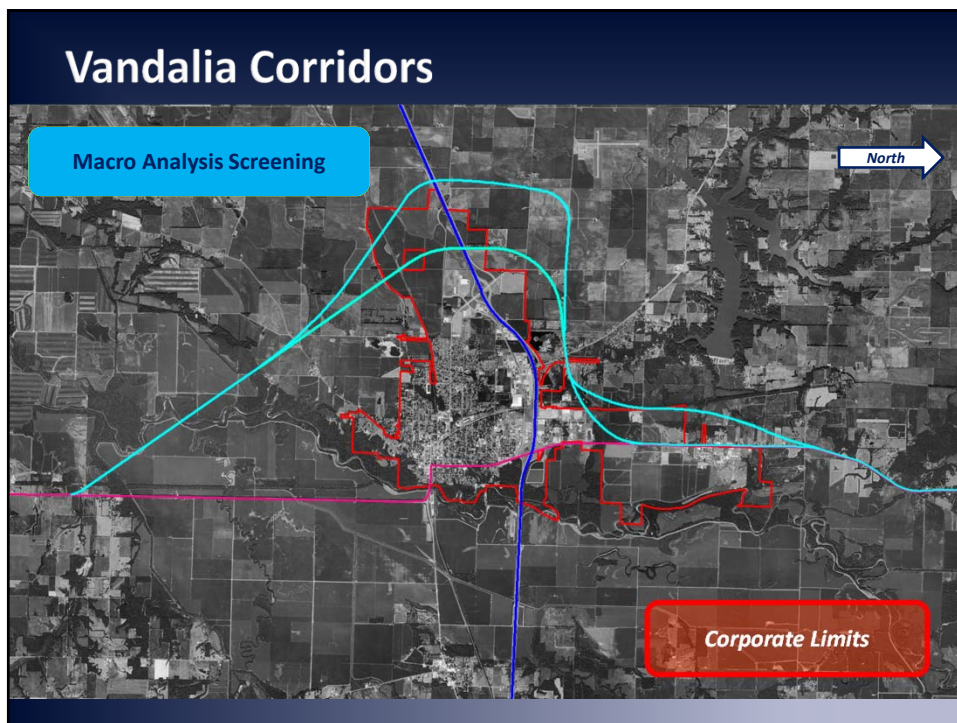 Vandalia Corridors
Macro Analysis Screening
North
Corporate Limits